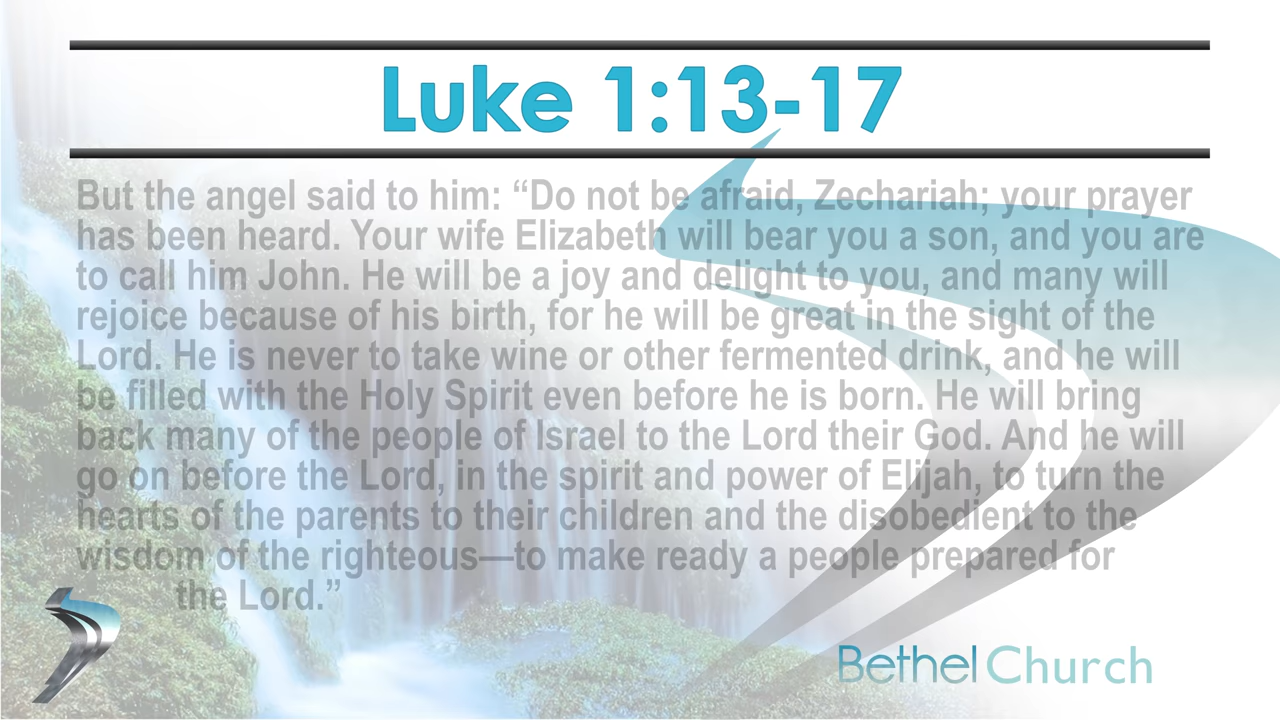 Luke 1:13-17
But the angel said to him: “Do not be afraid, Zechariah; your prayer
has been heard. Your wife Elizabeth will bear you a son, and you are
to call him John. He will be a joy and delight to you, and many will
rejoice because of his birth, for he will be great in the sight of the
Lord. He is never to take wine or other fermented drink, and he will
be filled with the Holy Spirit even before he is born. He will bring
back many of the people of Israel to the Lord their God. And he will
go on before the Lord, in the spirit and power of Elijah, to turn the
hearts of the parents to their children and the disobedient to the
wisdom of the righteous—to make ready a people prepared for
the Lord.”
Bethel Church